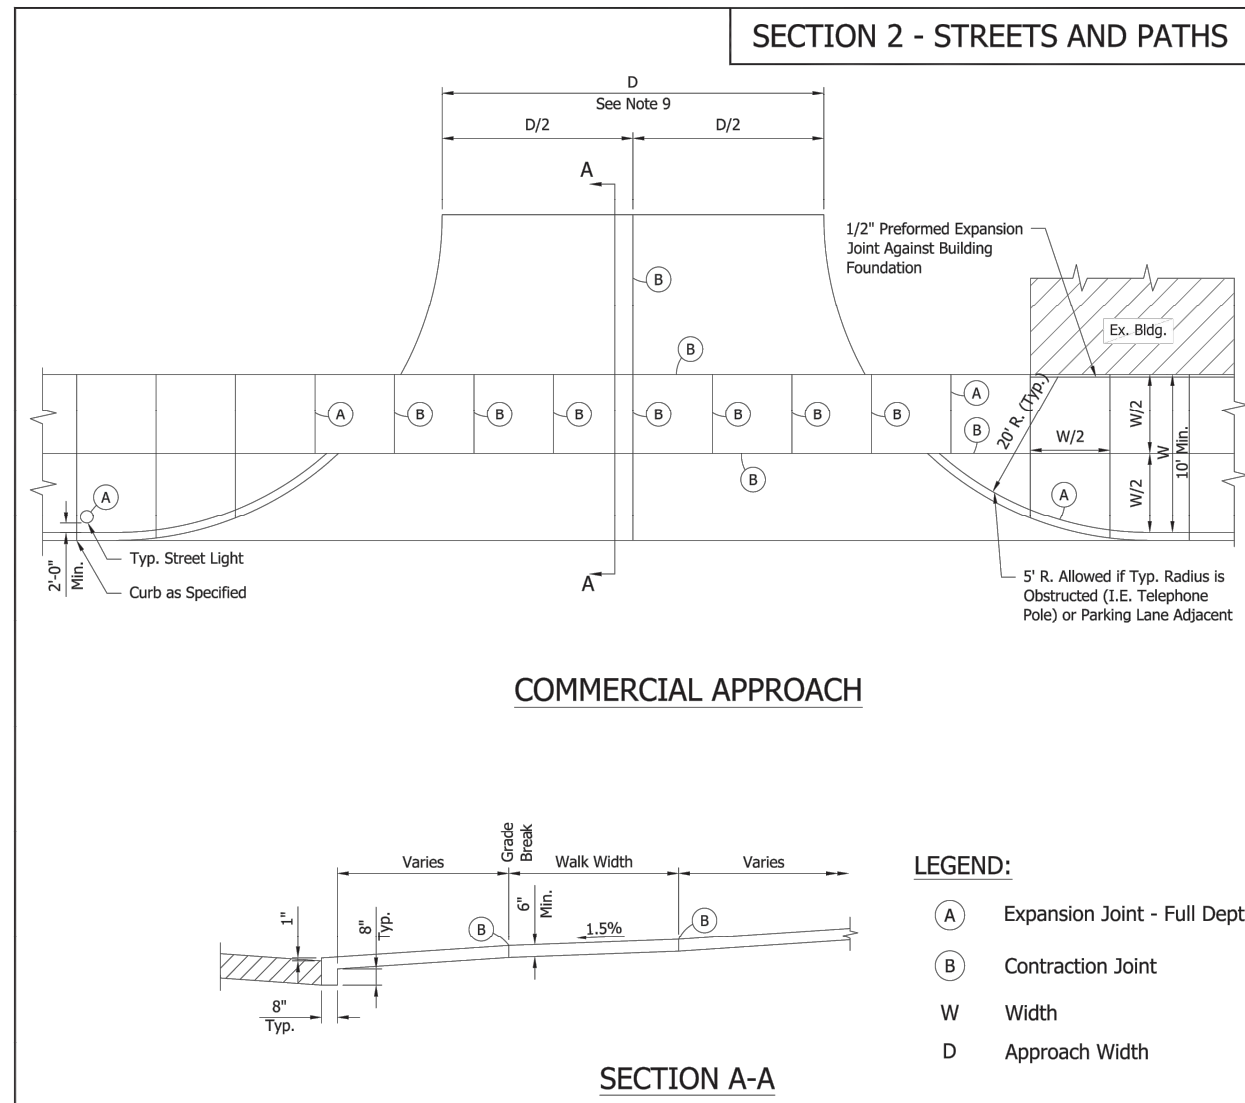 SECTION 2 - STREETS AND PATHS
D
See Note 9
D/2
D/2
A
1/2" Preformed Expansion
Joint Against Building
Foundation
B
Ex. Bldg.
B
A
B
B
B
B
B
B
B
A
B
20' R. (Typ.)
W/2
W/2
W
10' Min.
W/2
B
A
A
Typ. Street Light
2'-0"
Min.
Curb as Specified
A
5' R. Allowed if Typ. Radius is
Obstructed (I.E. Telephone
Pole) or Parking Lane Adjacent
COMMERCIAL APPROACH
Varies
Grade
Break
Walk Width
Varies
1"
8"
Typ.
B
6"
Min.
1.5%
B
8"
Typ.
SECTION A-A
LEGEND:
A Expansion Joint - Full Dept
B Contraction Joint
W Width
D Approach Width